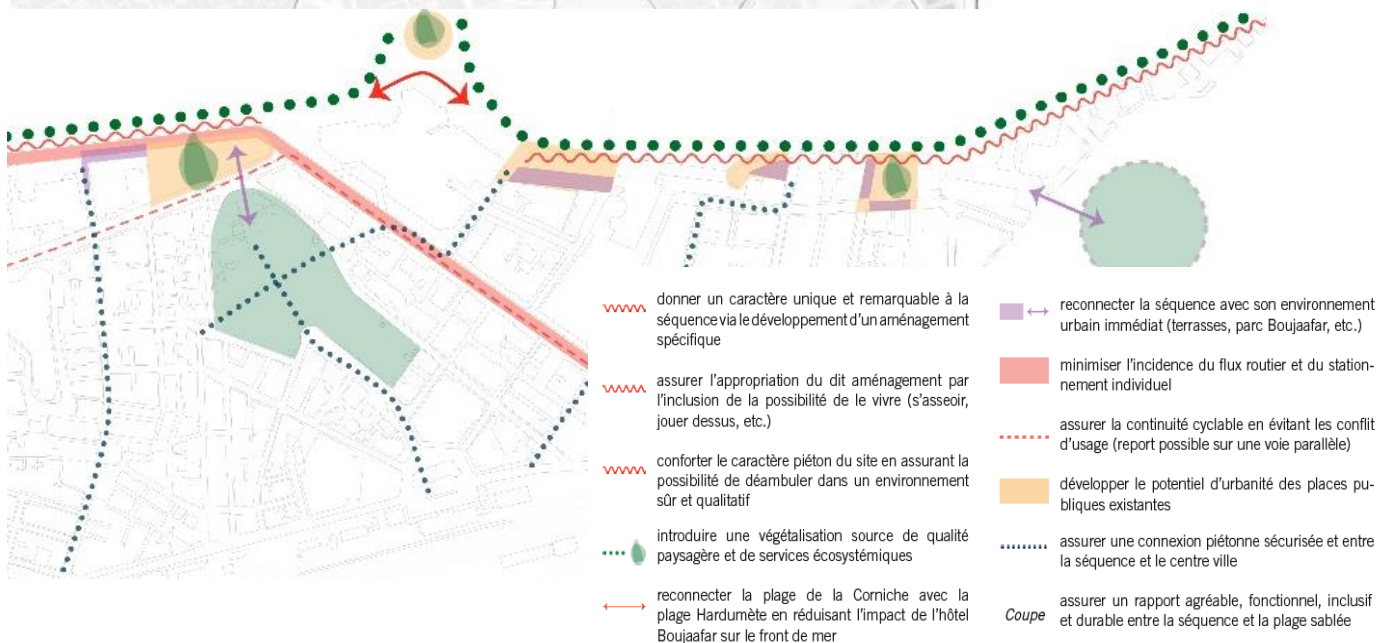 donner un caractère unique et remarquable à la
séquence via le développement d'un aménagement
spécifique
assurer l'appropriation du dit aménagement par
l'inclusion de la possibilité de le vivre (s'asseoir,
jouer dessus, etc.)
conforter le caractère piéton du site en assurant la
possibilité de déambuler dans un environnement
sûr et qualitatif
introduire une végétalisation source de qualité
paysagère et de services écosystémiques
reconnecter la plage de la Corniche avec la
plage Hardumète en réduisant l'impact de l'hôtel
Boujaafar sur le front de mer
reconnecter la séquence avec son environnement
urbain immédiat (terrasses, parc Boujaafar, etc.)
minimiser l'incidence du flux routier et du station-
nement individuel
assurer la continuité cyclable en évitant les conflit
d'usage (report possible sur une voie parallèle)
développer le potentiel d'urbanité des places pu-
bliques existantes
assurer une connexion piétonne sécurisée et entre
la séquence et le centre ville
Coupe
assurer un rapport agréable, fonctionnel, inclusif
et durable entre la séquence et la plage sablée